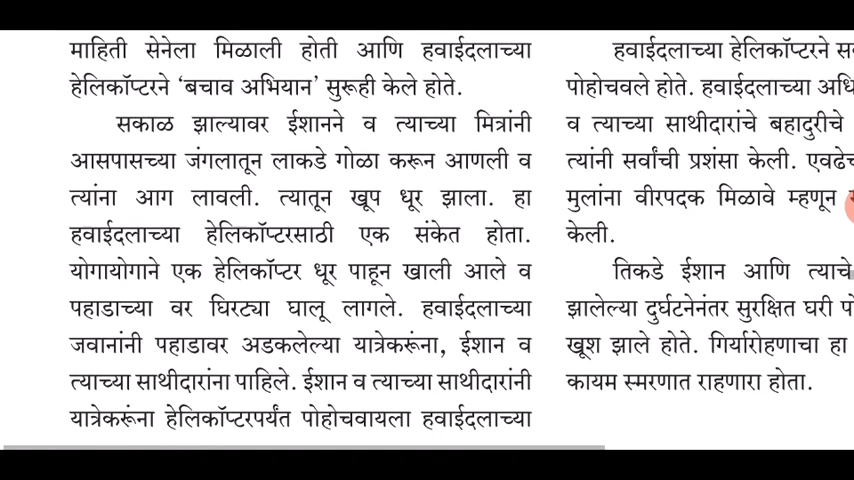 माहिती सेनेला मिळाली होती आणि हवाईदलाच्या
हेलिकॉप्टरने ‘बचाव अभियान’ सुरूही केले होते.
सकाळ झाल्यावर ईशानने व त्याच्या मित्रांनी
आसपासच्या जंगलातून लाकडे गोळा करून आणली व
त्यांना आग लावली. त्यातून खूप धूर झाला. हा
हवाईदलाच्या हेलिकॉप्टरसाठी एक संकेत होता.
योगायोगाने एक हेलिकॉप्टर धूर पाहून खाली आले व
पहाडाच्या वर घिरट्या घालू लागले. हवाईदलाच्या
जवानांनी पहाडावर अडकलेल्या यात्रेकरूंना, ईशान व
त्याच्या साथीदारांना पाहिले. ईशान व त्याच्या साथीदारांनी
यात्रेकरूंना हेलिकॉप्टरपर्यंत पोहोचवायला हवाईदलाच्या
हवाईदलाच्या हेलिकॉप्टरने
पोहोचवले होते. हवाईदलाच्या
व त्याच्या साथीदारांचे बहादुरीचे
त्यांनी सर्वांची प्रशंसा केली.
मुलांना वीरपदक मिळावे म्हणून
केली.
तिकडे ईशान आणि त्याचे
झालेल्या दुर्घटनेनंतर सुरक्षित घरी
खूश झाले होते. गिर्यारोहणाचा हा
कायम स्मरणात राहणारा होता.